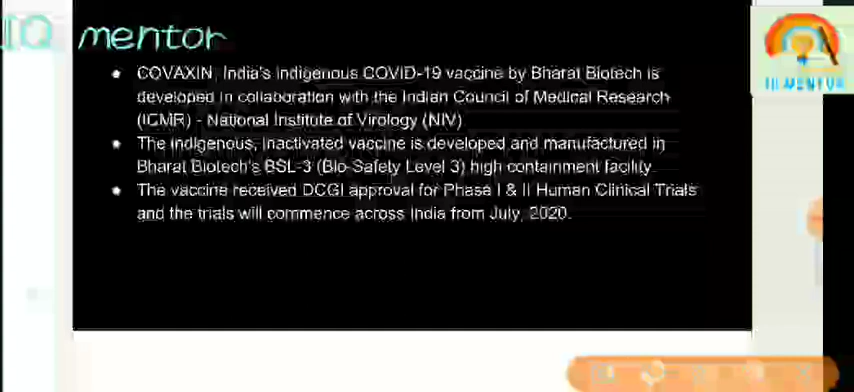 IQ mentor
• COVAXIN, India's indigenous COVID-19 vaccine by Bharat Biotech is
developed in collaboration with the Indian Council of Medical Research
(ICMR) - National Institute of Virology (NIV).
• The indigenous, inactivated vaccine is developed and manufactured in
Bharat Biotech's BSL-3 (Bio-Safety Level 3) high containment facility.
• The vaccine received DCGI approval for Phase I & II Human Clinical Trials
and the trials will commence across India from July, 2020.
IQ MENTOR